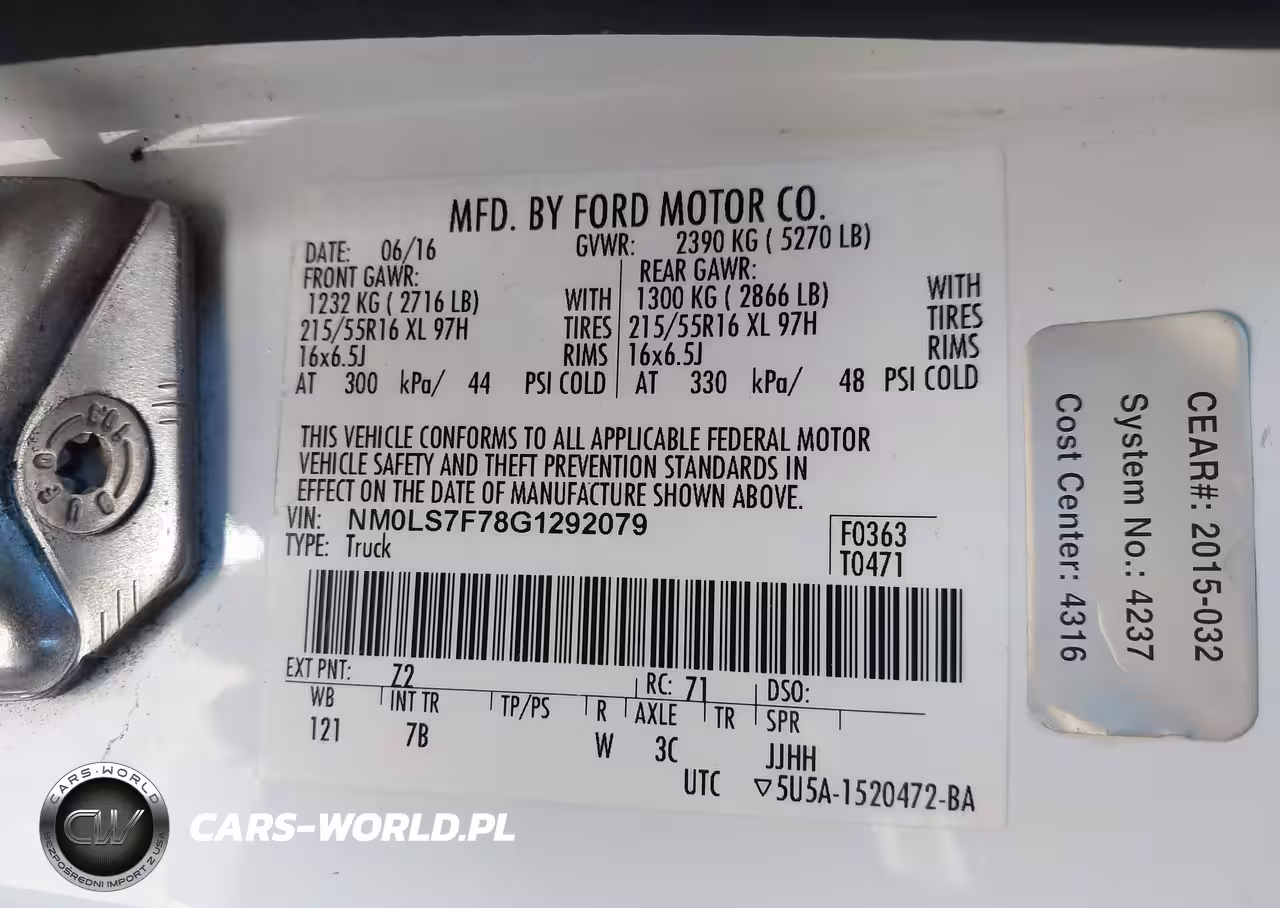 MFD. BY FORD MOTOR CO.
DATE: 06/16 GVWR: 2390 KG ( 5270 LB)
FRONT GAWR: REAR GAWR:
1232 KG ( 2716 LB) WITH 1300 KG ( 2866 LB) WITH
215/55R16 XL 97H TIRES 215/55R16 XL 97H TIRES
16x6.5J RIMS 16x6.5J RIMS
AT 300 kPa/ 44 PSI COLD AT 330 kPa/ 48 PSI COLD
THIS VEHICLE CONFORMS TO ALL APPLICABLE FEDERAL MOTOR
VEHICLE SAFETY AND THEFT PREVENTION STANDARDS IN
EFFECT ON THE DATE OF MANUFACTURE SHOWN ABOVE.
VIN: NM0LS7F78G1292079 F0363
TYPE: Truck T0471
EXT PNT: Z2 RC: 71 DSO:
WB INT TR TP/PS R AXLE TR SPR
121 7B W 3C JJHH
UTC ▽5U5A-1520472-BA
CEAR#: 2015-032
System No.: 4237
Cost Center: 4316
CARS-WORLD
CW
BEZPOŚREDNI IMPORT Z USA
CARS-WORLD.PL